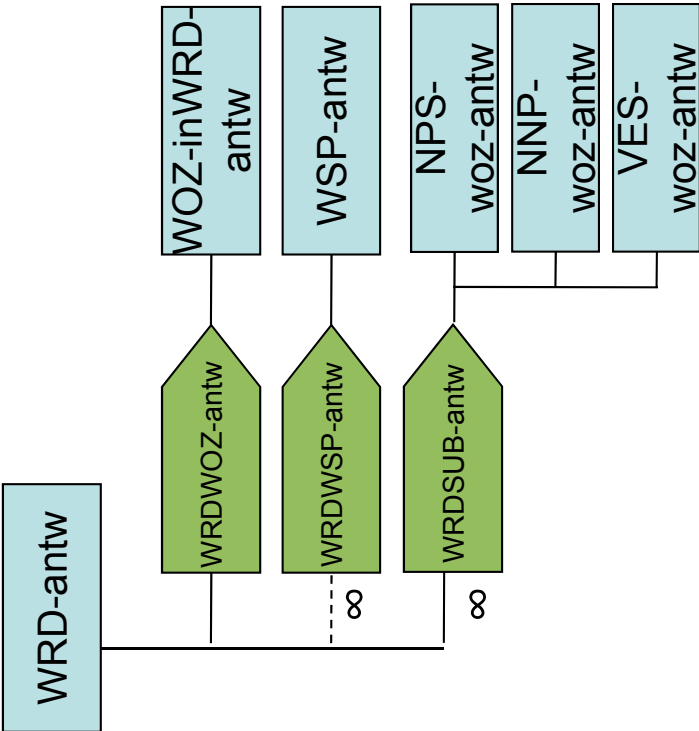 WRD-antw
WRDWOZ-antw
WOZ-inWRD-
antw
∞
WRDWSP-antw
WSP-antw
∞
WRDSUB-antw
NPS-
woz-antw
NNP-
woz-antw
VES-
woz-antw